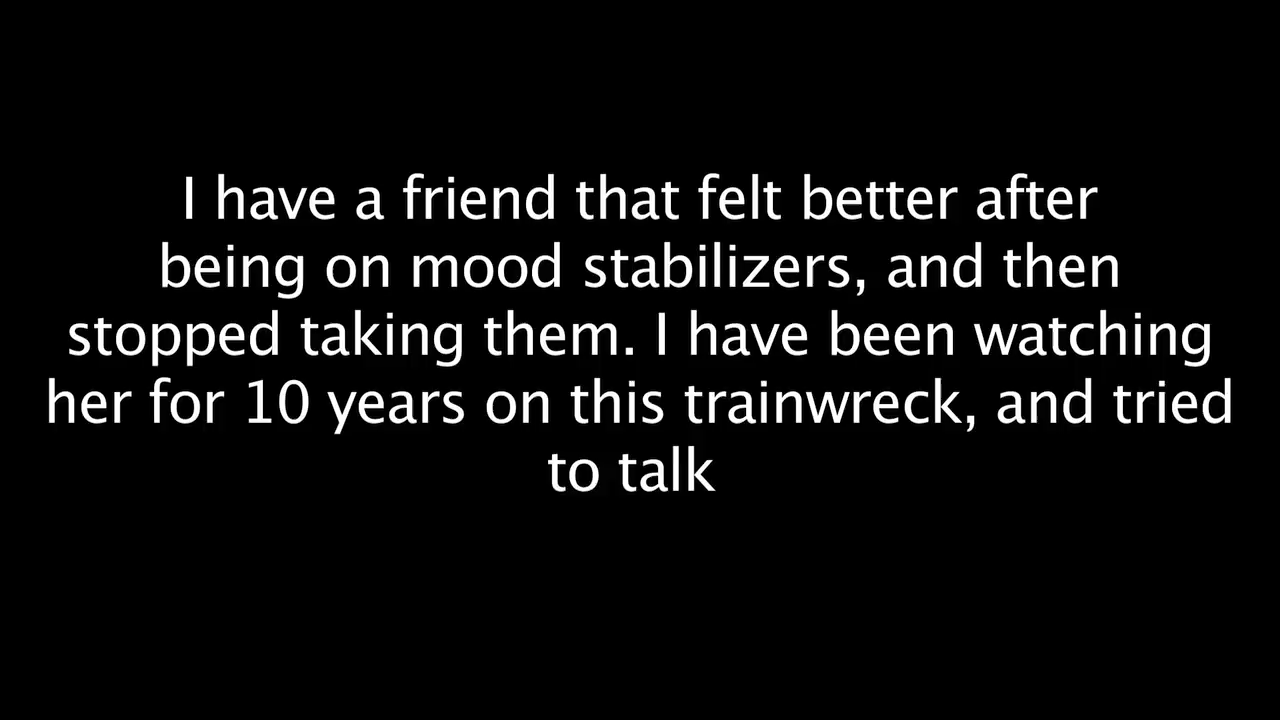 I have a friend that felt better after
being on mood stabilizers, and then
stopped taking them. I have been watching
her for 10 years on this trainwreck, and tried
to talk